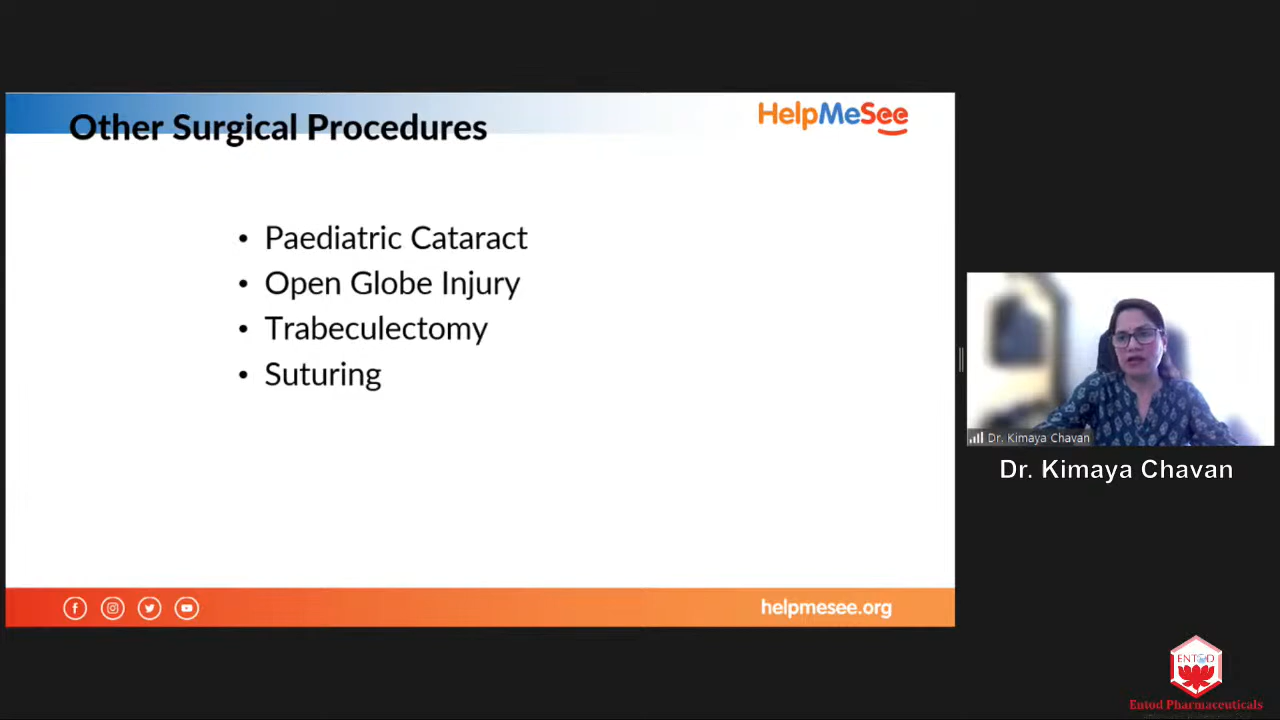 Other Surgical Procedures
HelpMeSee
• Paediatric Cataract
• Open Globe Injury
• Trabeculectomy
• Suturing
Dr. Kimaya Chavan
Dr. Kimaya Chavan
helpmesee.org
ENTOD
Entod Pharmaceuticals